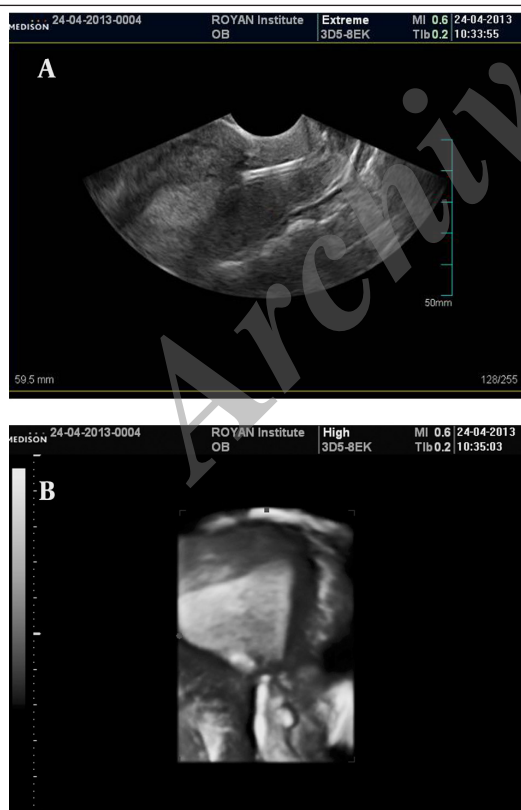 MEDISON 24-04-2013-0004 ROYAN Institute Extreme MI 0.6 24-04-2013
OB 3D5-8EK TIb 0.2 10:33:55
A
50mm
59.5 mm 128/255
MEDISON 24-04-2013-0004 ROYAN Institute High MI 0.6 24-04-2013
OB 3D5-8EK TIb 0.2 10:35:03
B
Archiv